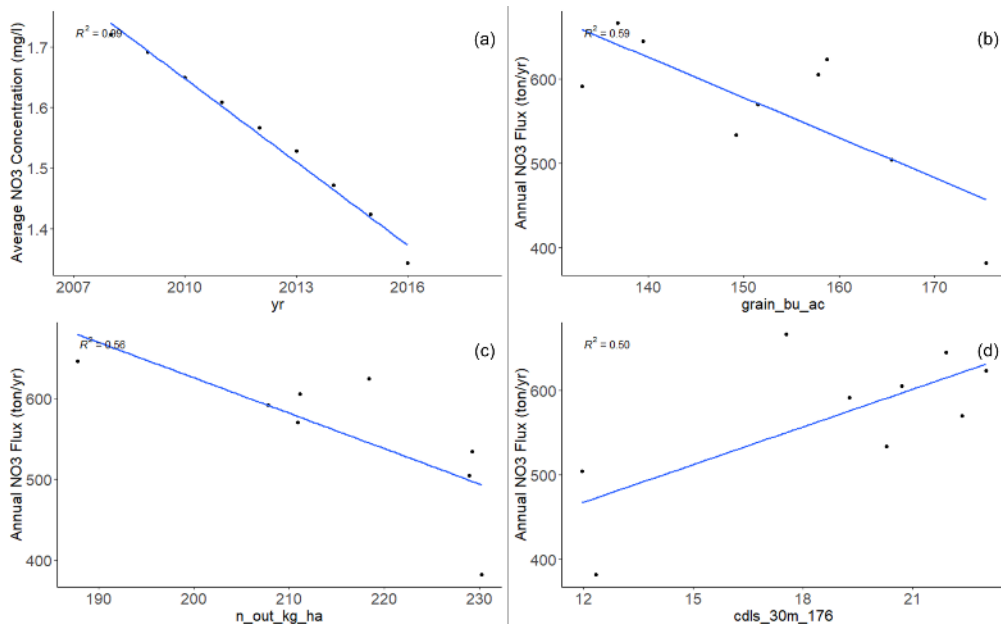 R² = 0.99
(a)
1.7
1.6
1.5
1.4
Average NO3 Concentration (mg/l)
2007 2010 2013 2016
yr
R² = 0.59
(b)
600
500
400
Annual NO3 Flux (ton/yr)
140 150 160 170
grain_bu_ac
R² = 0.56
(c)
600
500
400
Annual NO3 Flux (ton/yr)
190 200 210 220 230
n_out_kg_ha
R² = 0.50
(d)
600
500
400
Annual NO3 Flux (ton/yr)
12 15 18 21
cdls_30m_176